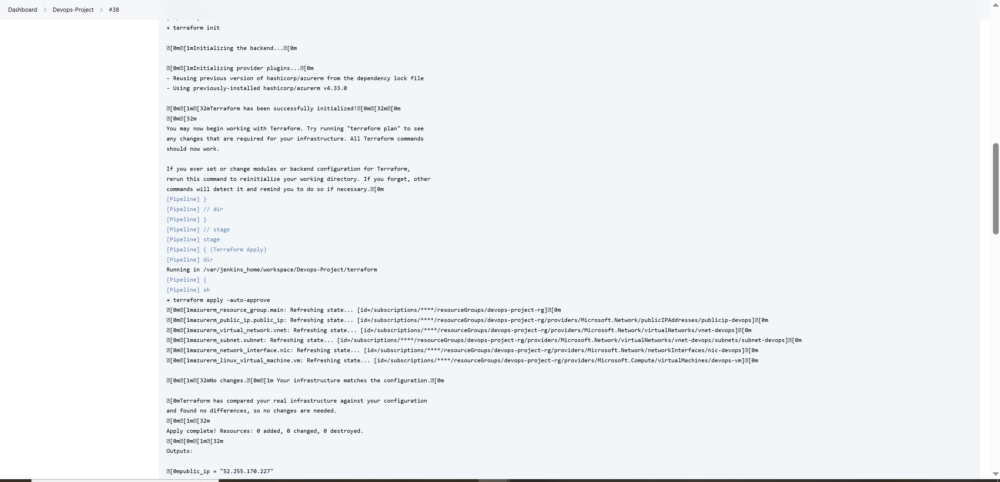 Dashboard > Devops-Project > #38
+ terraform init
[0m[1mInitializing the backend...[0m
[0m[1mInitializing provider plugins...[0m
- Reusing previous version of hashicorp/azurerm from the dependency lock file
- Using previously-installed hashicorp/azurerm v4.33.0
[0m[1m[32mTerraform has been successfully initialized![0m[32m[0m
[0m[32m
You may now begin working with Terraform. Try running "terraform plan" to see
any changes that are required for your infrastructure. All Terraform commands
should now work.
If you ever set or change modules or backend configuration for Terraform,
rerun this command to reinitialize your working directory. If you forget, other
commands will detect it and remind you to do so if necessary.[0m
[Pipeline] }
[Pipeline] // dir
[Pipeline] }
[Pipeline] // stage
[Pipeline] stage
[Pipeline] { (Terraform Apply)
[Pipeline] dir
Running in /var/jenkins_home/workspace/Devops-Project/terraform
[Pipeline] {
[Pipeline] sh
+ terraform apply -auto-approve
[0m[1mazurerm_resource_group.main: Refreshing state... [id=/subscriptions/****/resourceGroups/devops-project-rg][0m
[0m[1mazurerm_public_ip.public_ip: Refreshing state... [id=/subscriptions/****/resourceGroups/devops-project-rg/providers/Microsoft.Network/publicIPAddresses/publicip-devops][0m
[0m[1mazurerm_virtual_network.vnet: Refreshing state... [id=/subscriptions/****/resourceGroups/devops-project-rg/providers/Microsoft.Network/virtualNetworks/vnet-devops][0m
[0m[1mazurerm_subnet.subnet: Refreshing state... [id=/subscriptions/****/resourceGroups/devops-project-rg/providers/Microsoft.Network/virtualNetworks/vnet-devops/subnets/subnet-devops][0m
[0m[1mazurerm_network_interface.nic: Refreshing state... [id=/subscriptions/****/resourceGroups/devops-project-rg/providers/Microsoft.Network/networkInterfaces/nic-devops][0m
[0m[1mazurerm_linux_virtual_machine.vm: Refreshing state... [id=/subscriptions/****/resourceGroups/devops-project-rg/providers/Microsoft.Compute/virtualMachines/devops-vm][0m
[0m[1m[32mNo changes.[0m[1m Your infrastructure matches the configuration.[0m
[0mTerraform has compared your real infrastructure against your configuration
and found no differences, so no changes are needed.
[0m[1m[32m
Apply complete! Resources: 0 added, 0 changed, 0 destroyed.
[0m[0m[1m[32m
Outputs:
[0mpublic_ip = "52.255.170.227"